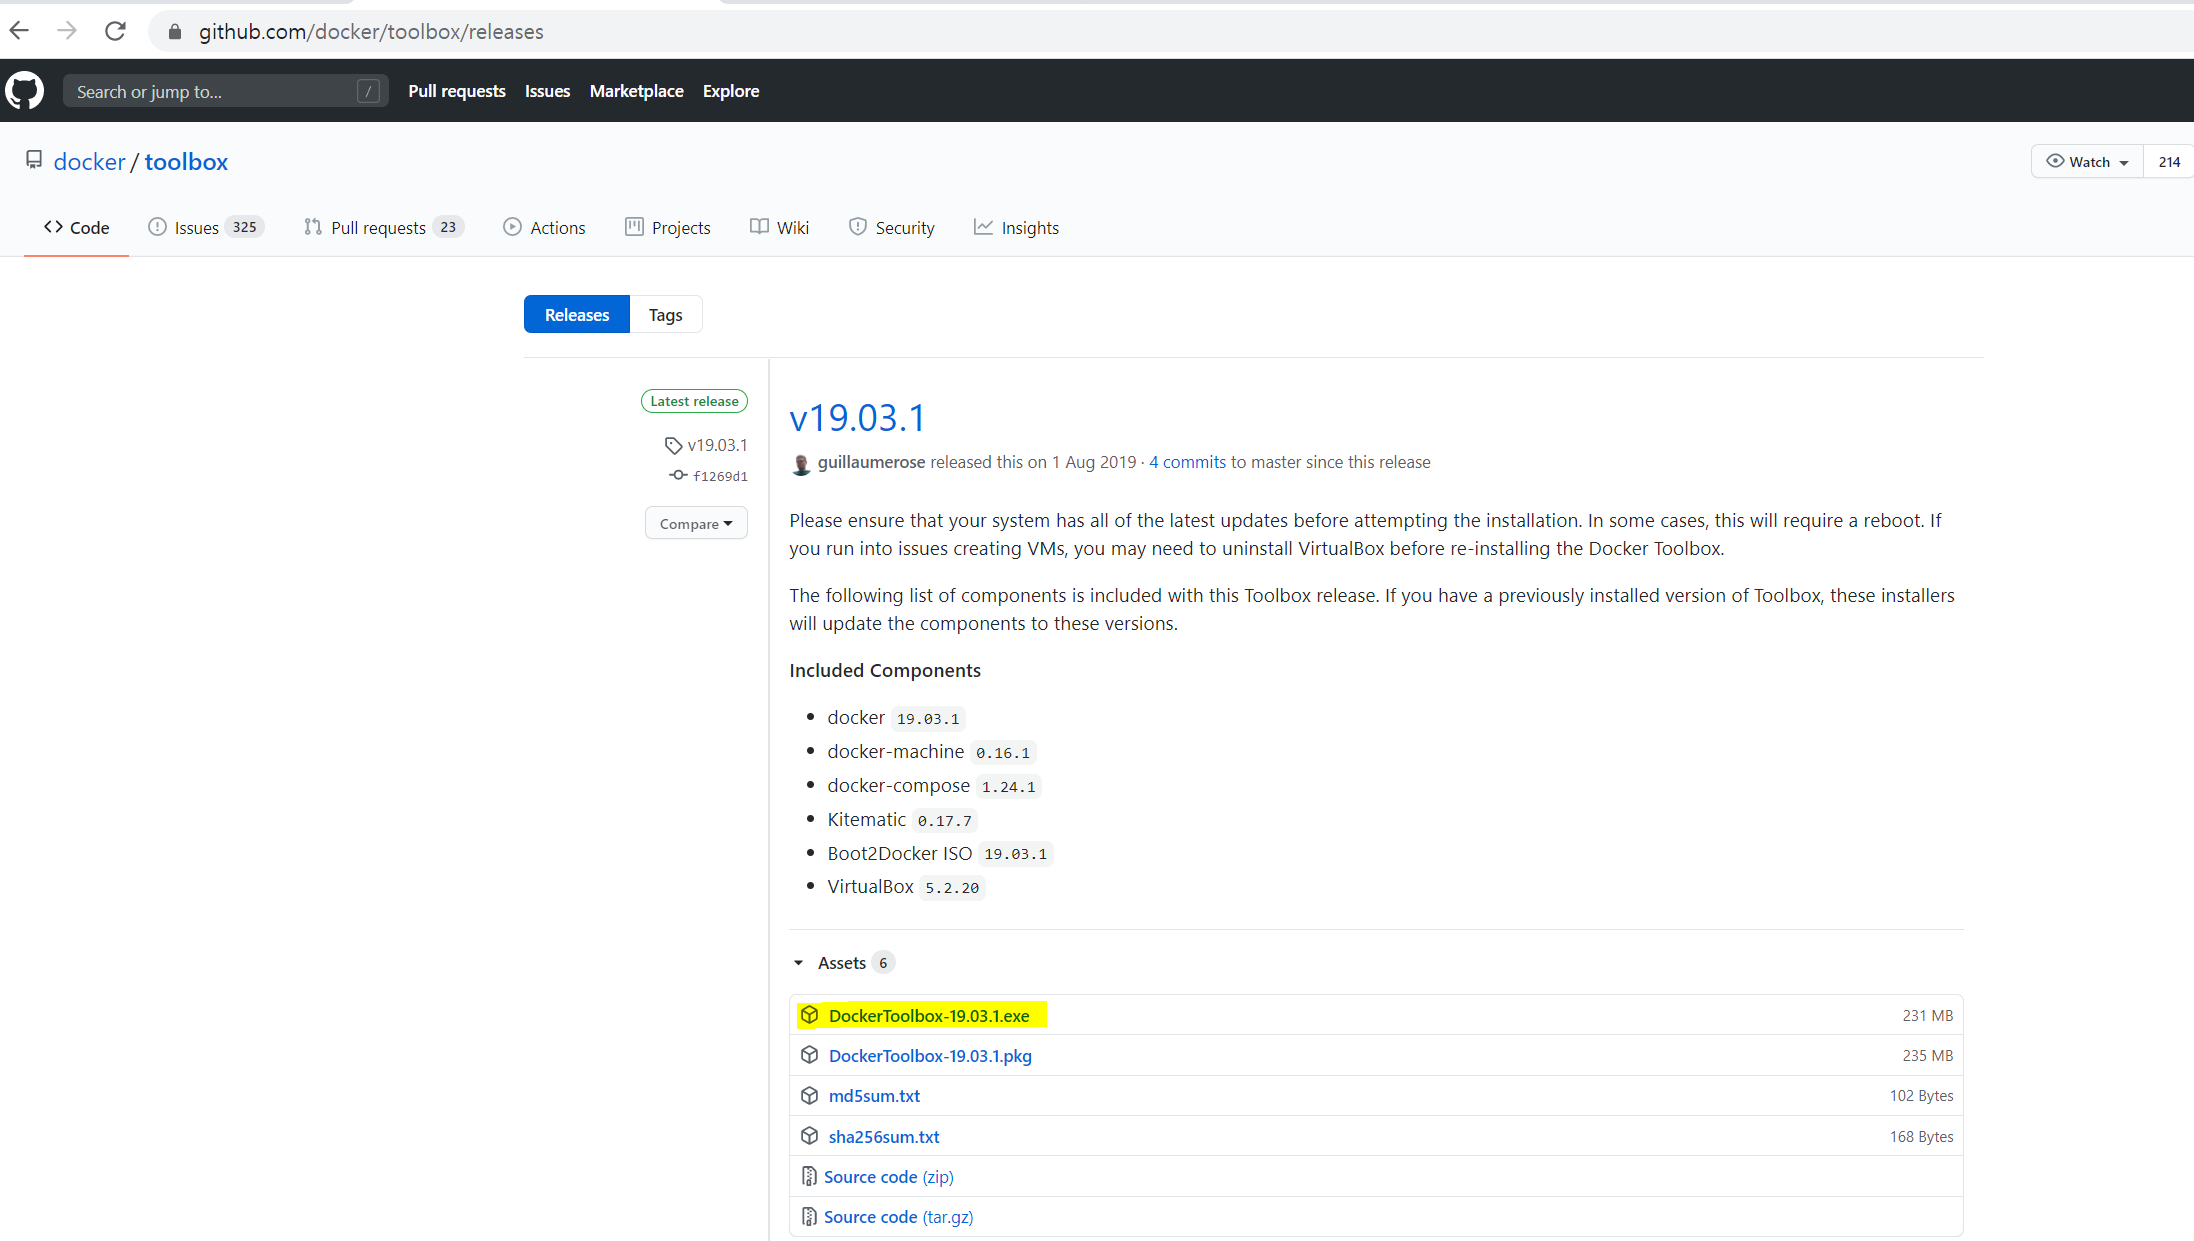 github.com/docker/toolbox/releases
Search or jump to... /
Pull requests Issues Marketplace Explore
docker / toolbox
Watch 214
Code Issues 325 Pull requests 23 Actions Projects Wiki Security Insights
Releases Tags
Latest release
v19.03.1
f1269d1
Compare
v19.03.1
guillaumerose released this on 1 Aug 2019 · 4 commits to master since this release
Please ensure that your system has all of the latest updates before attempting the installation. In some cases, this will require a reboot. If
you run into issues creating VMs, you may need to uninstall VirtualBox before re-installing the Docker Toolbox.
The following list of components is included with this Toolbox release. If you have a previously installed version of Toolbox, these installers
will update the components to these versions.
Included Components
• docker 19.03.1
• docker-machine 0.16.1
• docker-compose 1.24.1
• Kitematic 0.17.7
• Boot2Docker ISO 19.03.1
• VirtualBox 5.2.20
Assets 6
DockerToolbox-19.03.1.exe 231 MB
DockerToolbox-19.03.1.pkg 235 MB
md5sum.txt 102 Bytes
sha256sum.txt 168 Bytes
Source code (zip)
Source code (tar.gz)